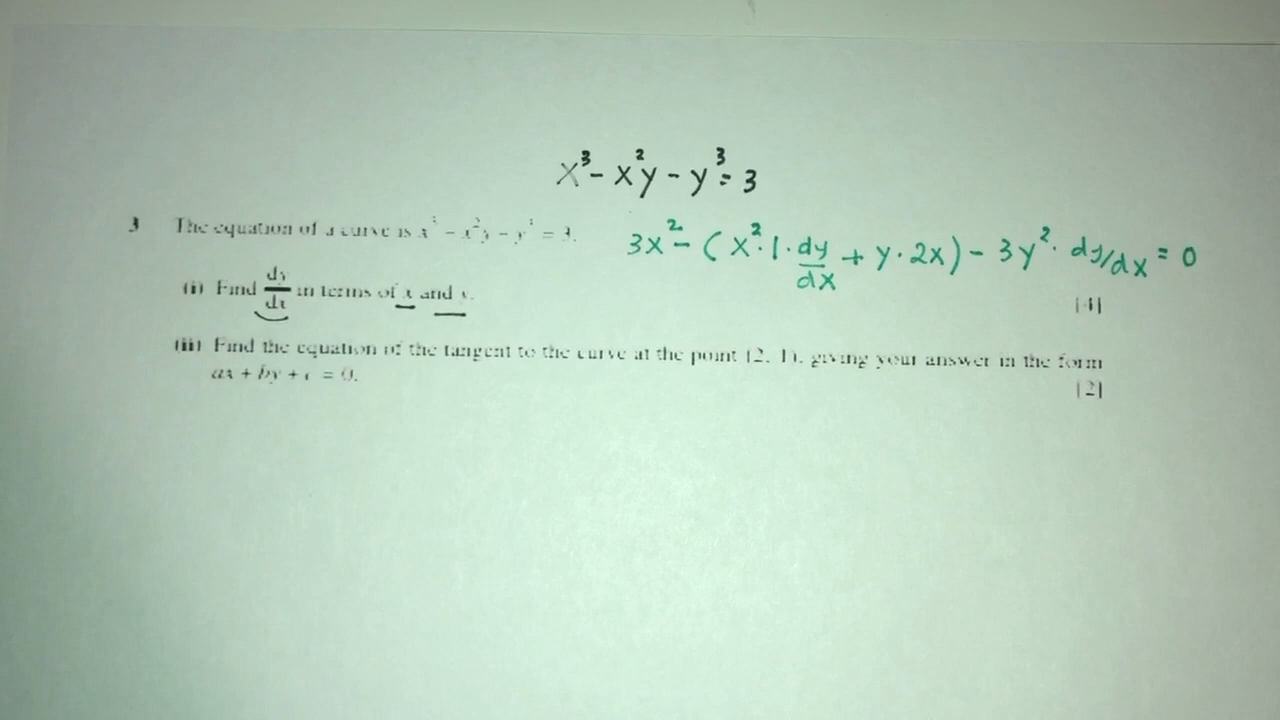 x³ - x²y - y³ = 3
3 The equation of a curve is x³ − x²y − y³ = 3.
3x² - (x²·1·dy/dx + y·2x) - 3y²·dy/dx = 0
(i) Find dy/dx in terms of x and y. [4]
(ii) Find the equation of the tangent to the curve at the point (2, 1), giving your answer in the form
ax + by + c = 0. [2]